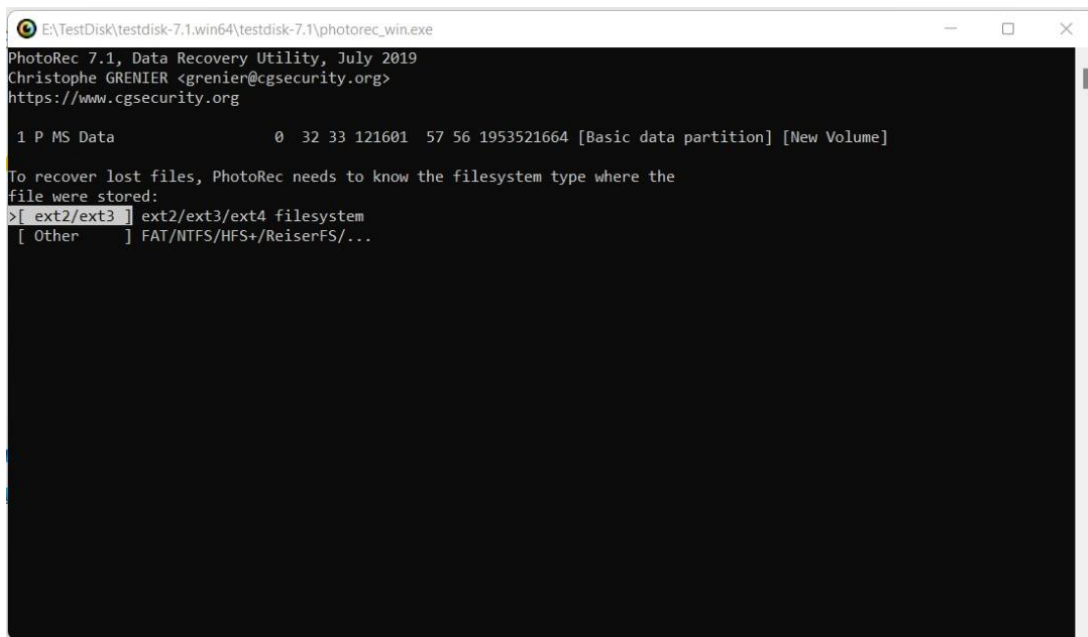 E:\TestDisk\testdisk-7.1.win64\testdisk-7.1\photorec_win.exe
PhotoRec 7.1, Data Recovery Utility, July 2019
Christophe GRENIER <grenier@cgsecurity.org>
https://www.cgsecurity.org
1 P MS Data 0 32 33 121601 57 56 1953521664 [Basic data partition] [New Volume]
To recover lost files, PhotoRec needs to know the filesystem type where the
file were stored:
>[ ext2/ext3 ] ext2/ext3/ext4 filesystem
[ Other ] FAT/NTFS/HFS+/ReiserFS/...